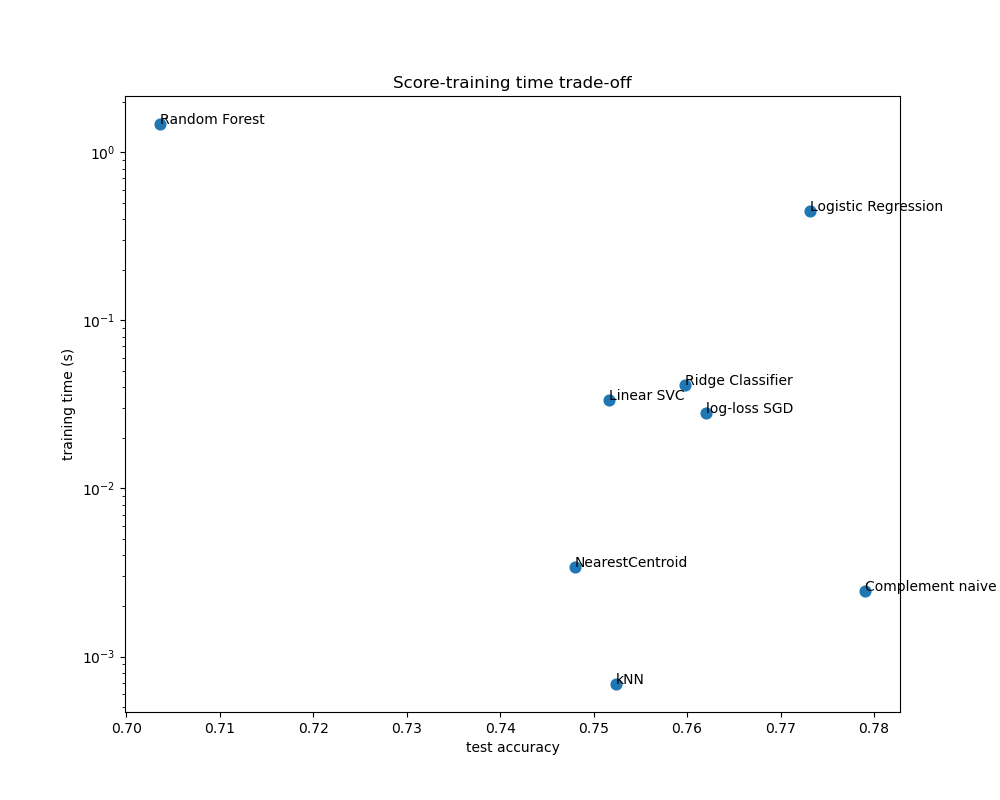 Score-training time trade-off
Random Forest
Logistic Regression
Ridge Classifier
Linear SVC
log-loss SGD
NearestCentroid
Complement naive
kNN
training time (s)
10⁰
10⁻¹
10⁻²
10⁻³
0.70 0.71 0.72 0.73 0.74 0.75 0.76 0.77 0.78
test accuracy